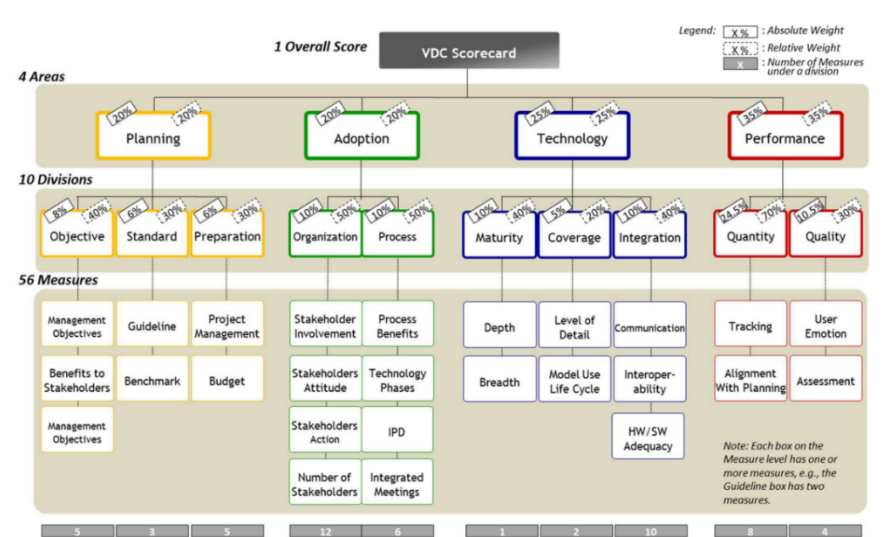 Legend: X % : Absolute Weight
X % : Relative Weight
X : Number of Measures
under a division
1 Overall Score
VDC Scorecard
4 Areas
20% 20% 20% 20% 25% 25% 35% 35%
Planning Adoption Technology Performance
10 Divisions
8% 40% 6% 30% 6% 30% 10% 50% 10% 50% 10% 40% 5% 20% 10% 40% 24.5% 70% 10.5% 30%
Objective Standard Preparation Organization Process Maturity Coverage Integration Quantity Quality
56 Measures
Management
Objectives
Guideline
Project
Management
Stakeholder
Involvement
Process
Benefits
Depth
Level of
Detail
Communication
Tracking
User
Emotion
Benefits to
Stakeholders
Benchmark
Budget
Stakeholders
Attitude
Technology
Phases
Breadth
Model Use
Life Cycle
Interoper-
ability
Alignment
With Planning
Assessment
Management
Objectives
Stakeholders
Action
IPD
HW/SW
Adequacy
Number of
Stakeholders
Integrated
Meetings
Note: Each box on the
Measure level has one or
more measures, e.g., the
Guideline box has two
measures.
5 3 5 12 6 1 2 10 8 4